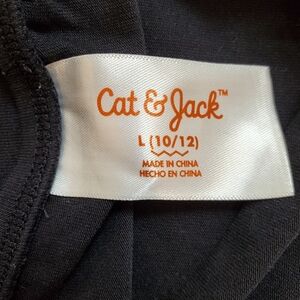 Cat & Jack™
L (10/12)
MADE IN CHINA
HECHO EN CHINA